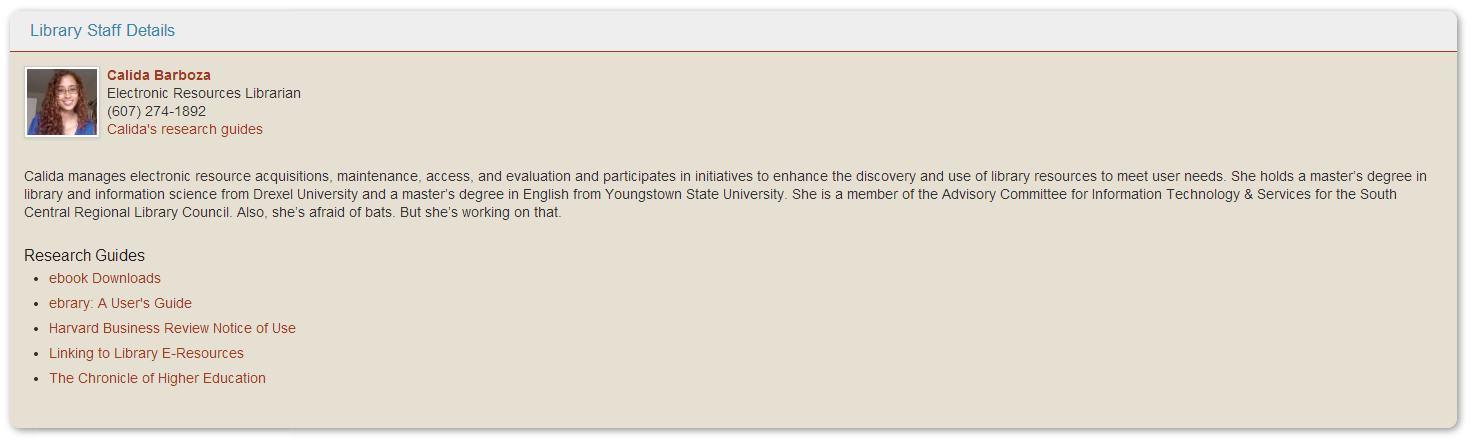 Library Staff Details
Calida Barboza
Electronic Resources Librarian
(607) 274-1892
Calida's research guides
Calida manages electronic resource acquisitions, maintenance, access, and evaluation and participates in initiatives to enhance the discovery and use of library resources to meet user needs. She holds a master’s degree in
library and information science from Drexel University and a master’s degree in English from Youngstown State University. She is a member of the Advisory Committee for Information Technology & Services for the South
Central Regional Library Council. Also, she’s afraid of bats. But she’s working on that.
Research Guides
• ebook Downloads
• ebrary: A User's Guide
• Harvard Business Review Notice of Use
• Linking to Library E-Resources
• The Chronicle of Higher Education